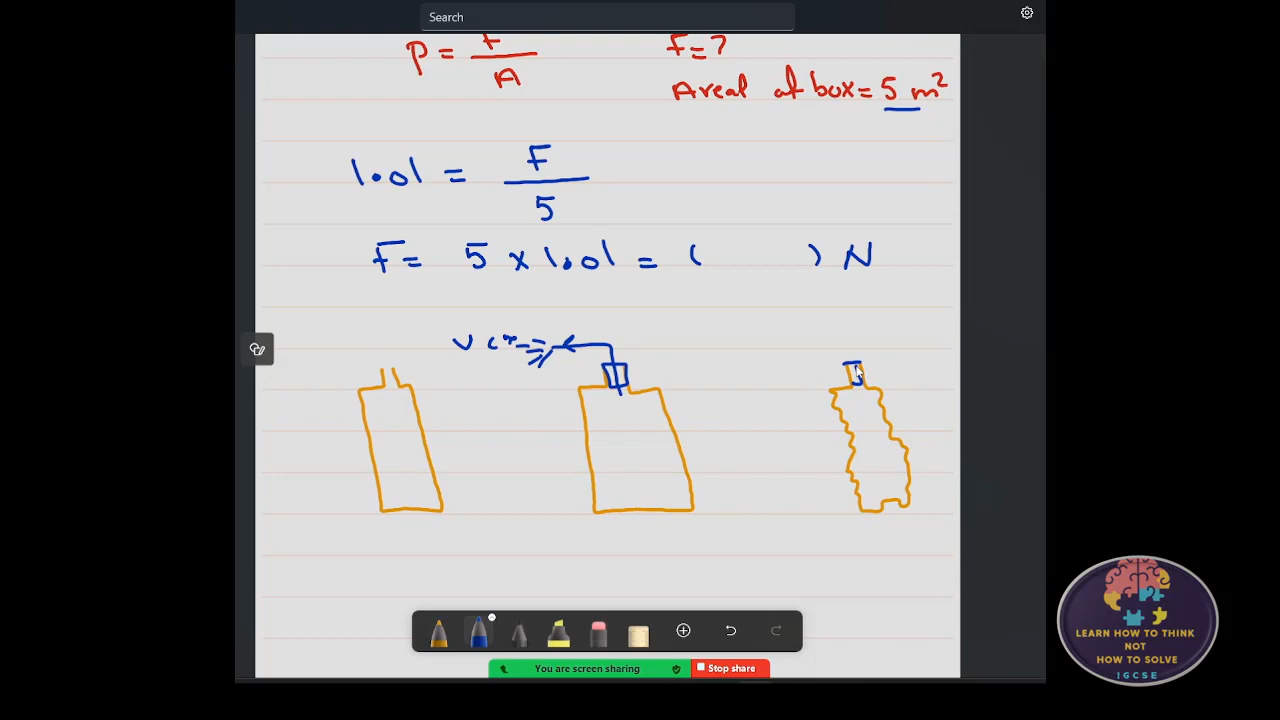 Search
P = F / A
F = ?
Areal of box = 5 m²
1.01 = F / 5
F = 5 x 1.01 = ( ) N
LEARN HOW TO THINK
NOT
HOW TO SOLVE
IGCSE
You are screen sharing
Stop share